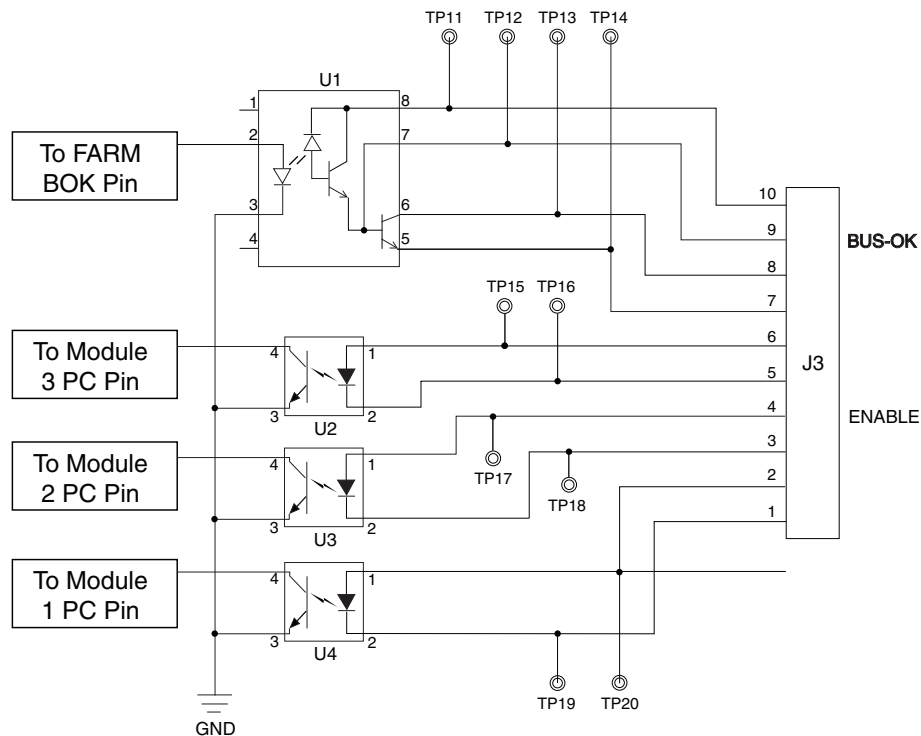 TP11 TP12 TP13 TP14
U1
1 8
2 7
To FARM
BOK Pin
3 6
4 5
10
9
BUS-OK
8
7
TP15 TP16
6
To Module
3 PC Pin
4 1
5
J3
3 2
U2
4
ENABLE
To Module
2 PC Pin
4 1
3
TP17
TP18
2
3 2
U3
1
To Module
1 PC Pin
4 1
3 2
U4
TP19 TP20
GND